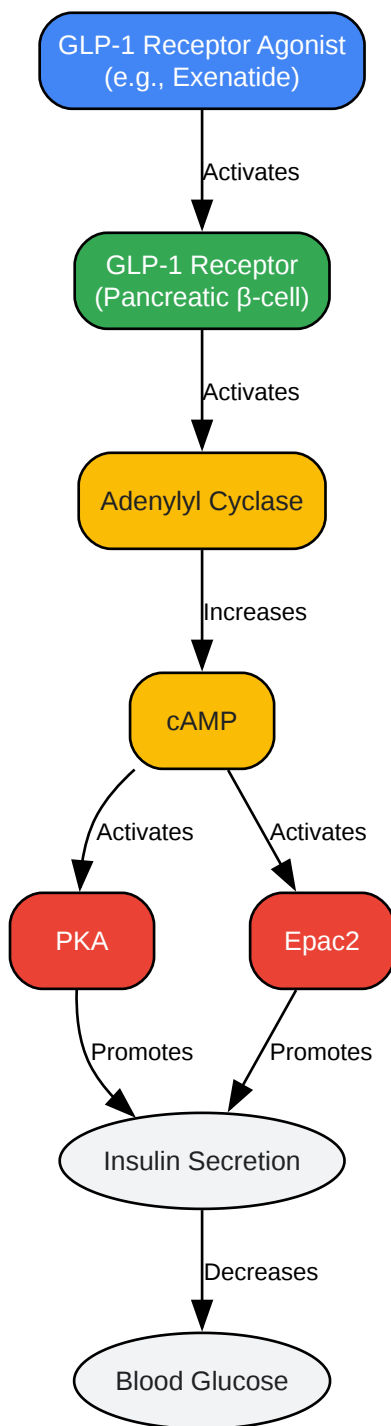 GLP-1 Receptor Agonist
(e.g., Exenatide)
Activates
GLP-1 Receptor
(Pancreatic β-cell)
Activates
Adenylyl Cyclase
Increases
cAMP
Activates
Activates
PKA
Epac2
Promotes
Promotes
Insulin Secretion
Decreases
Blood Glucose